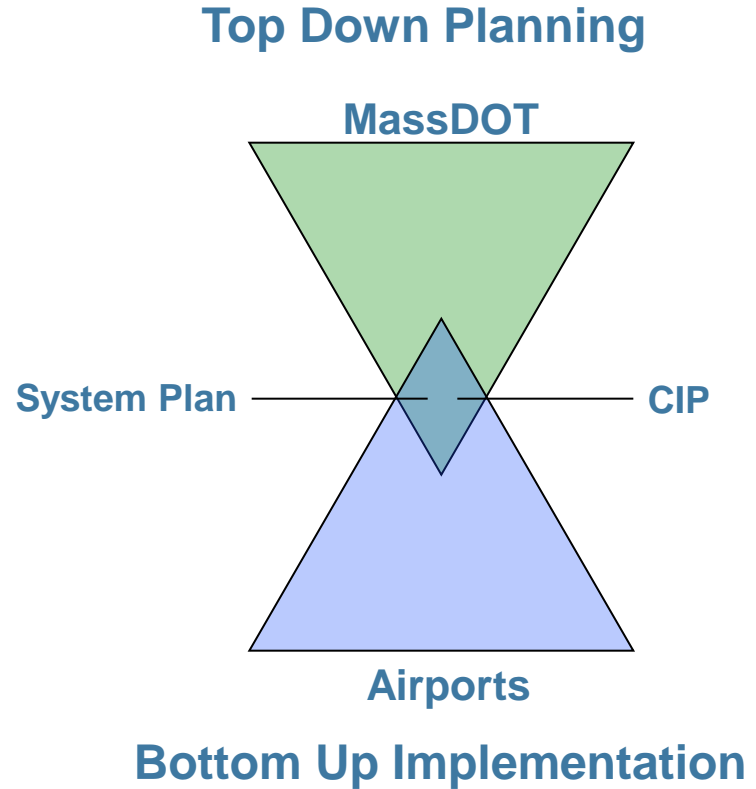 Top Down Planning
MassDOT
System Plan
CIP
Airports
Bottom Up Implementation